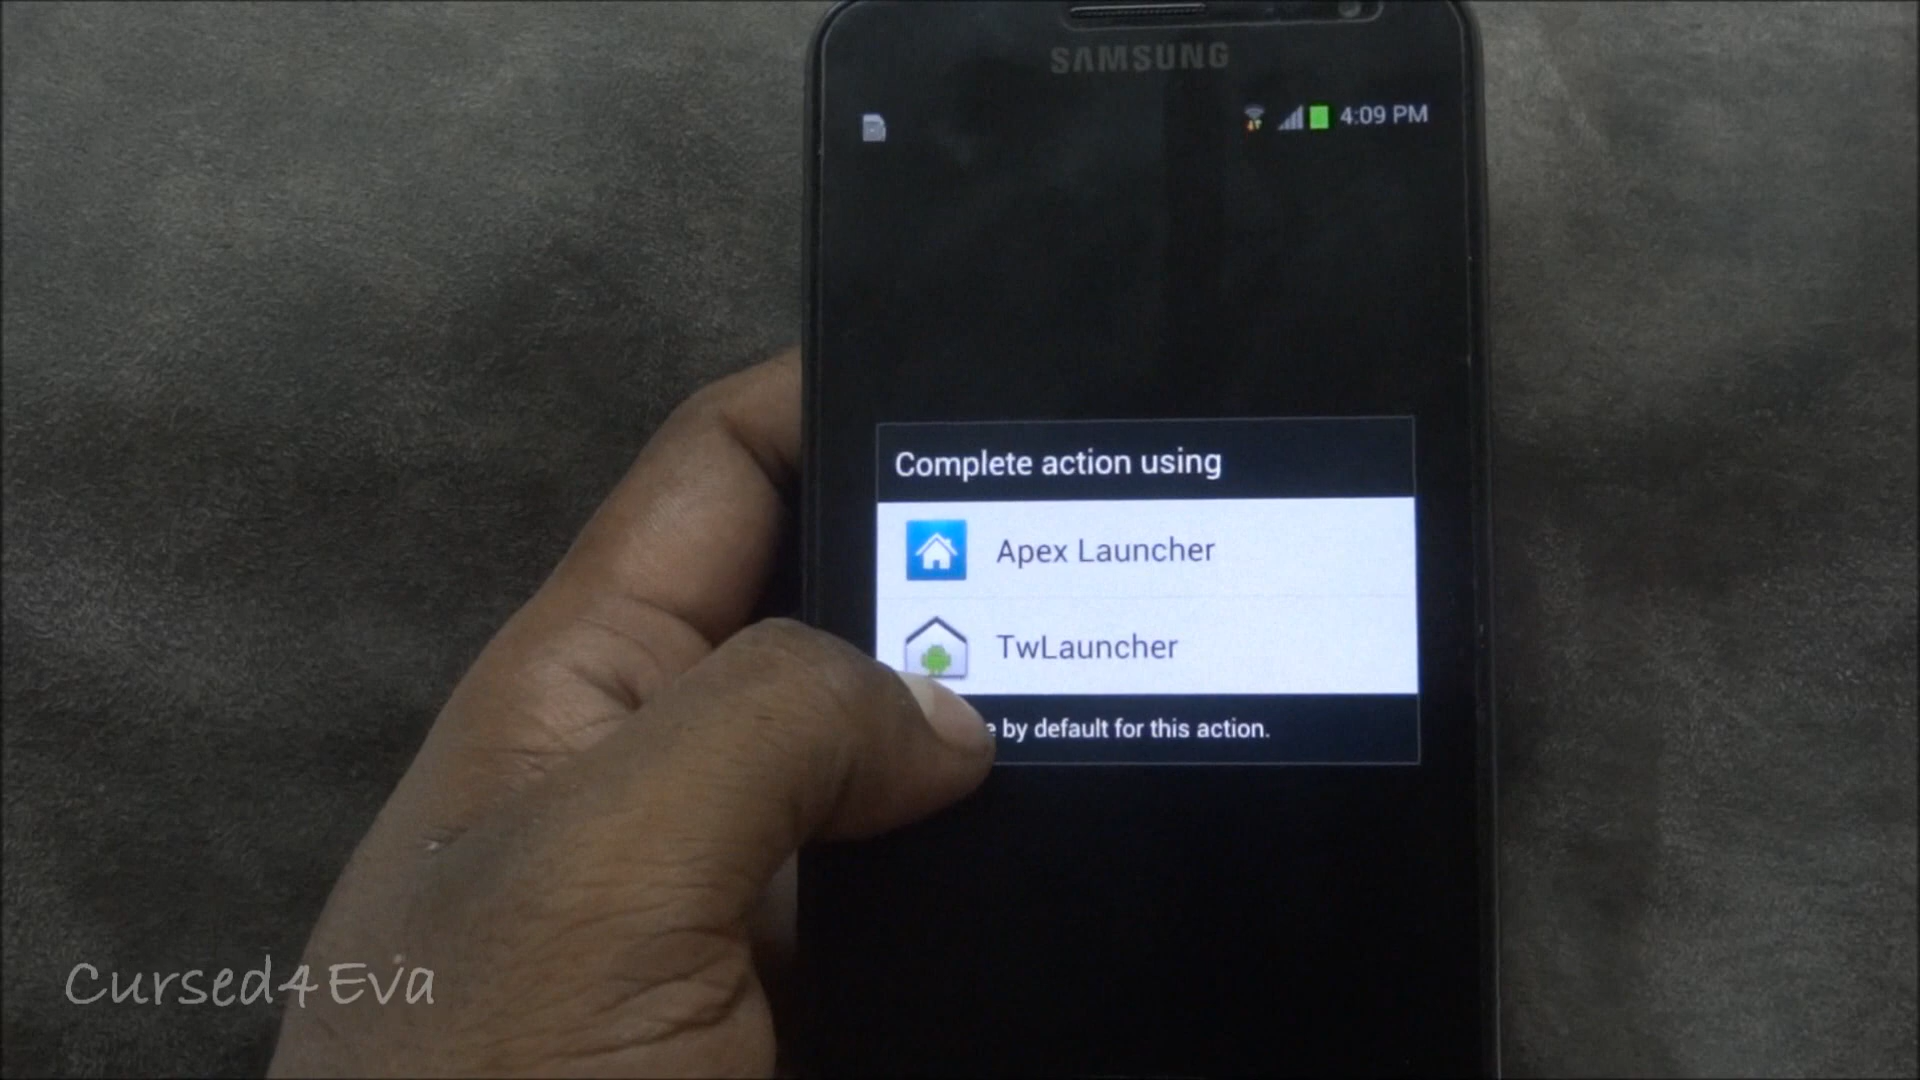 SAMSUNG
4:09 PM
Complete action using
Apex Launcher
TwLauncher
by default for this action.
Cursed4Eva